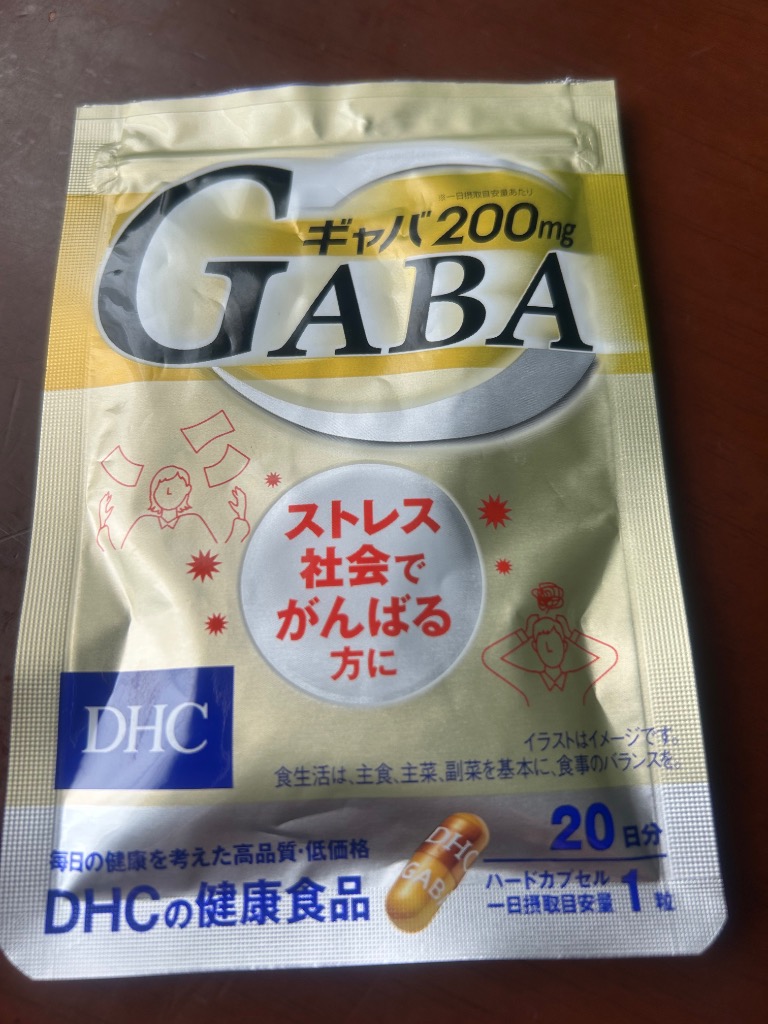 ※一日摂取目安量あたり
ギャバ200mg
GABA
ストレス
社会で
がんばる
方に
DHC
イラストはイメージです。
食生活は、主食、主菜、副菜を基本に、食事のバランスを。
毎日の健康を考えた高品質・低価格
DHCの健康食品
DHC
GABA
20日分
ハードカプセル
一日摂取目安量 1粒